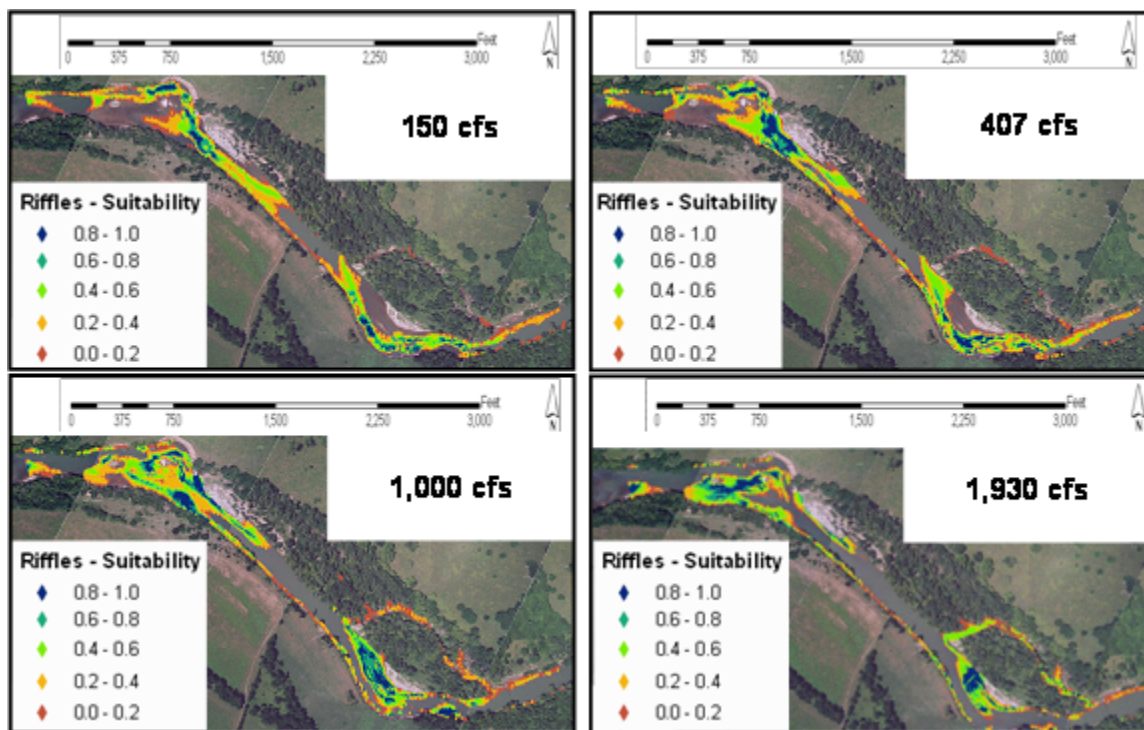 Feet
0 375 750 1,500 2,250 3,000
N
150 cfs
Riffles - Suitability
0.8 - 1.0
0.6 - 0.8
0.4 - 0.6
0.2 - 0.4
0.0 - 0.2
Feet
0 375 750 1,500 2,250 3,000
N
407 cfs
Riffles - Suitability
0.8 - 1.0
0.6 - 0.8
0.4 - 0.6
0.2 - 0.4
0.0 - 0.2
Feet
0 375 750 1,500 2,250 3,000
N
1,000 cfs
Riffles - Suitability
0.8 - 1.0
0.6 - 0.8
0.4 - 0.6
0.2 - 0.4
0.0 - 0.2
Feet
0 375 750 1,500 2,250 3,000
N
1,930 cfs
Riffles - Suitability
0.8 - 1.0
0.6 - 0.8
0.4 - 0.6
0.2 - 0.4
0.0 - 0.2